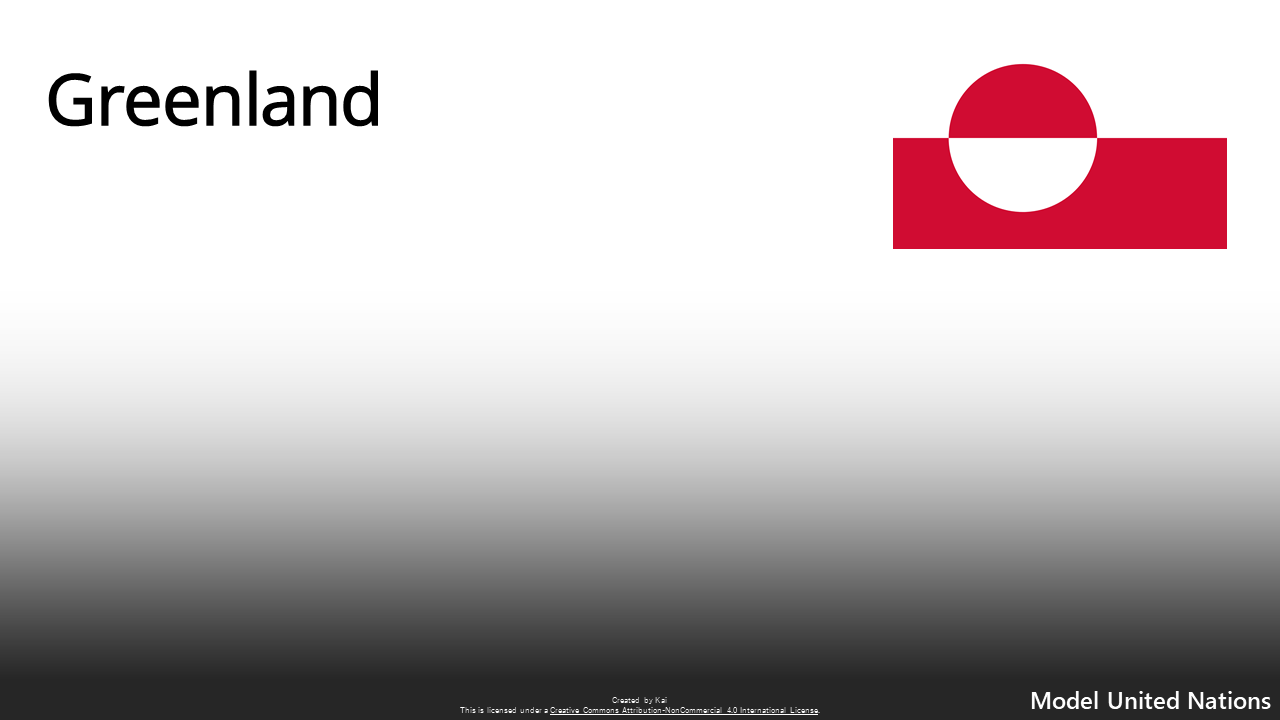 Greenland
Created by Kai
This is licensed under a Creative Commons Attribution-NonCommercial 4.0 International License.
Model United Nations